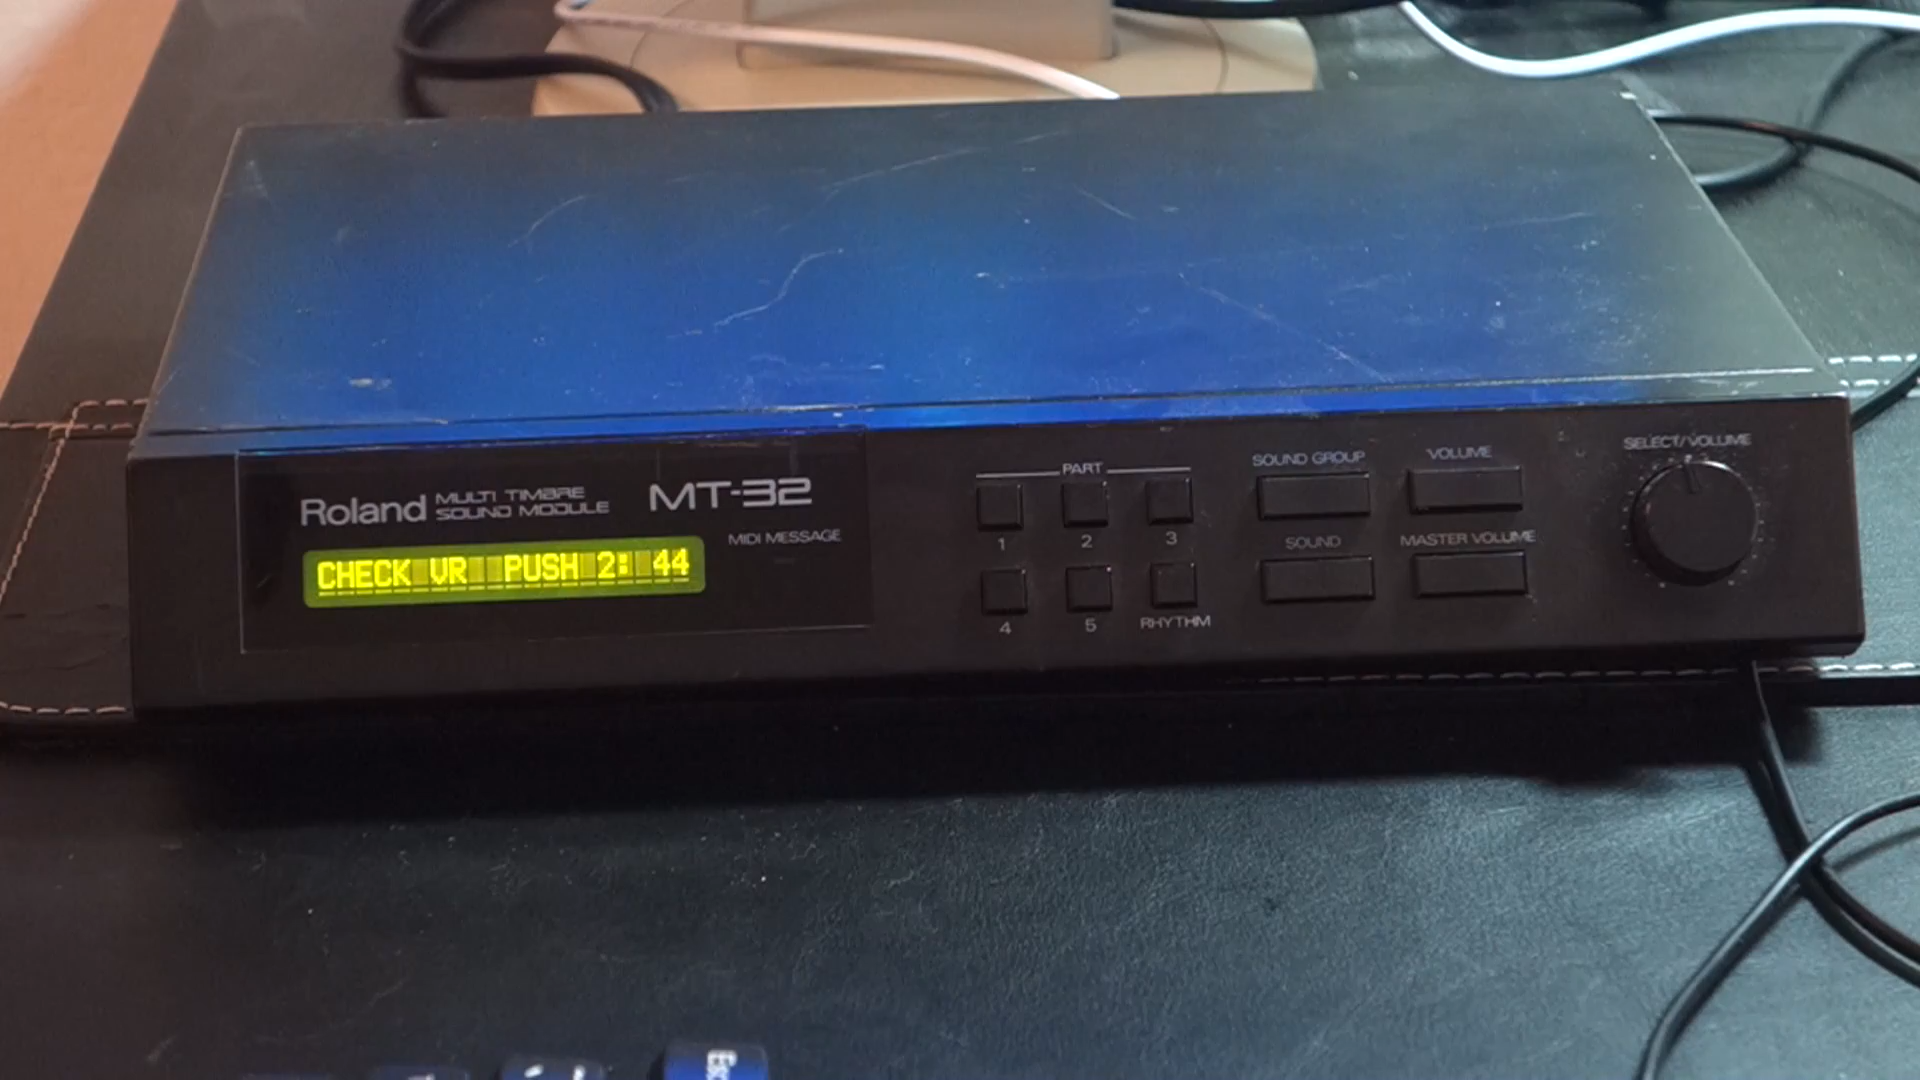 Roland MULTI TIMBRE SOUND MODULE MT-32
MIDI MESSAGE
CHECK VR PUSH 2: 44
PART
1 2 3
4 5 RHYTHM
SOUND GROUP VOLUME
SOUND MASTER VOLUME
SELECT/VOLUME
Esc